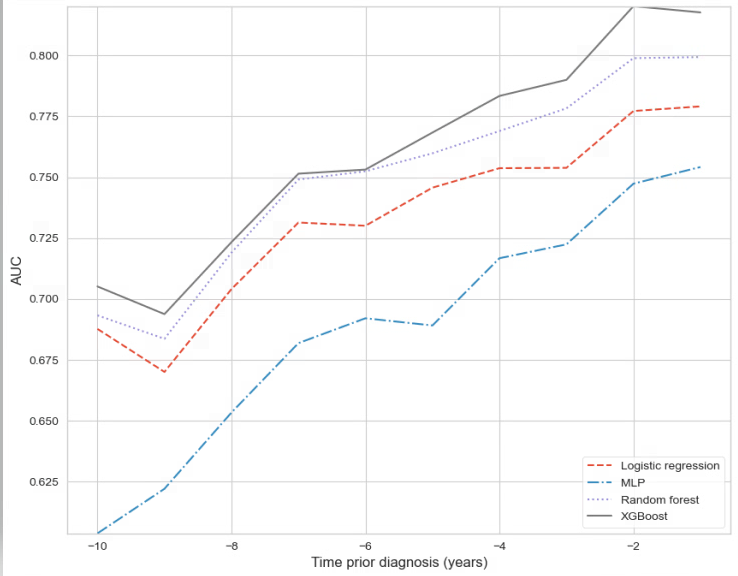 0.800
0.775
0.750
0.725
0.700
0.675
0.650
0.625
AUC
−10
−8
−6
−4
−2
Time prior diagnosis (years)
Logistic regression
MLP
Random forest
XGBoost